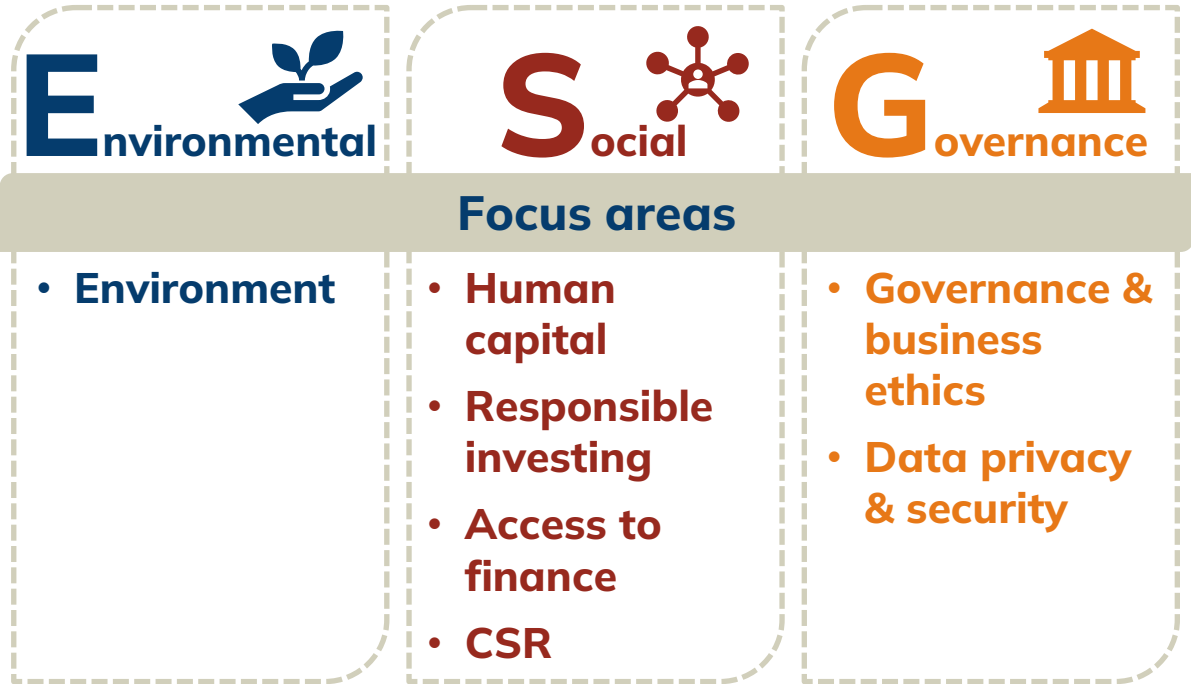 Environmental
Social
Governance
Focus areas
• Environment
• Human
capital
• Responsible
investing
• Access to
finance
• CSR
• Governance &
business
ethics
• Data privacy
& security